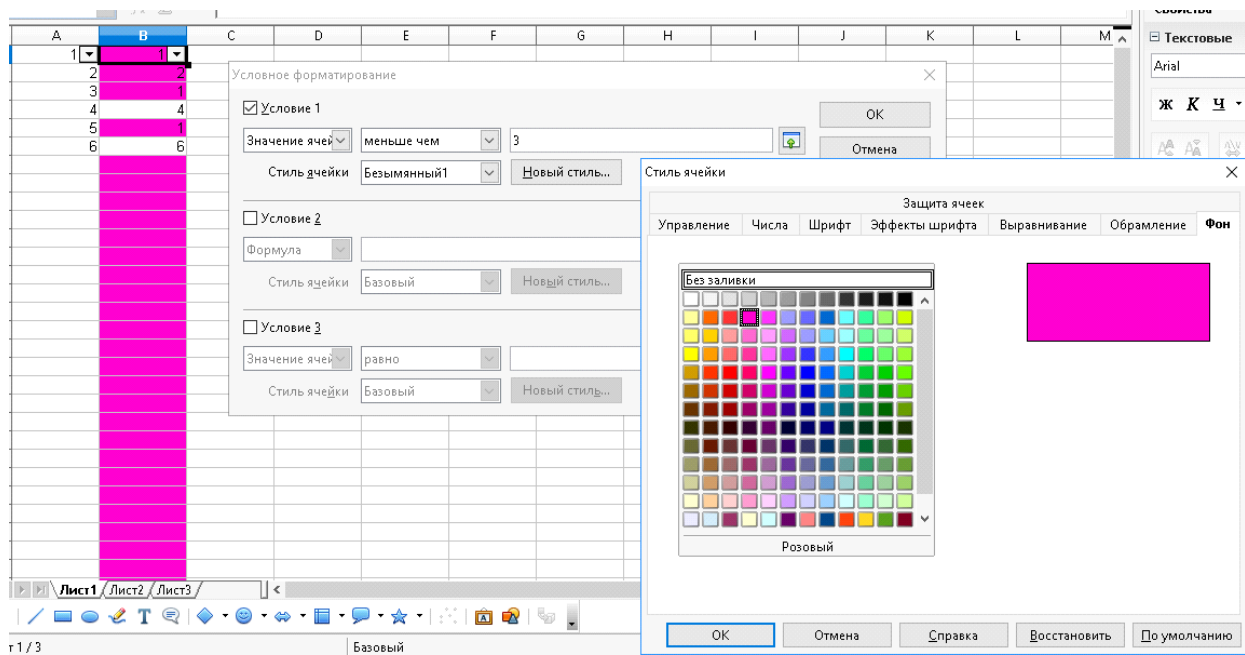 A B C D E F G H I J K L M
Текстовые
1 1
Arial
2 2
Условное форматирование
3 1
Ж К Ч
4 4
Условие 1
ОК
5 1
6 6
Значение ячей меньше чем 3
Отмена
Стиль ячейки Безымянный1 Новый стиль...
Стиль ячейки
Защита ячеек
Управление Числа Шрифт Эффекты шрифта Выравнивание Обрамление Фон
Условие 2
Формула
Стиль ячейки Базовый Новый стиль...
Без заливки
Условие 3
Значение ячей равно
Стиль ячейки Базовый Новый стиль...
Розовый
Лист1 Лист2 Лист3
ОК Отмена Справка Восстановить По умолчанию
т 1 / 3 Базовый